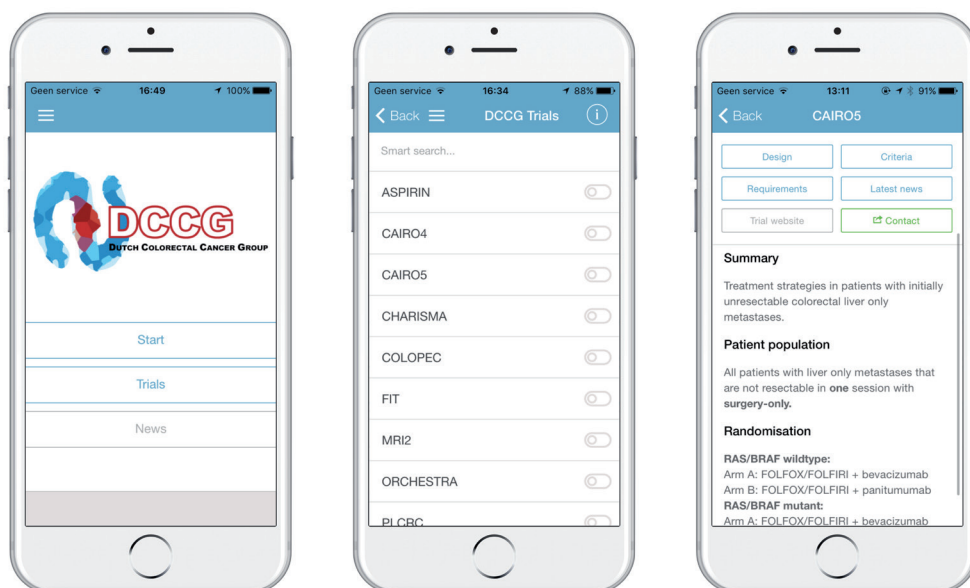 Geen service 16:49 100%
DCCG
DUTCH COLORECTAL CANCER GROUP
Start
Trials
News
Geen service 16:34 88%
Back DCCG Trials i
Smart search...
ASPIRIN
CAIRO4
CAIRO5
CHARISMA
COLOPEC
FIT
MRI2
ORCHESTRA
PLCRC
Geen service 13:11 91%
Back CAIRO5
Design Criteria
Requirements Latest news
Trial website Contact
Summary
Treatment strategies in patients with initially
unresectable colorectal liver only
metastases.
Patient population
All patients with liver only metastases that
are not resectable in one session with
surgery-only.
Randomisation
RAS/BRAF wildtype:
Arm A: FOLFOX/FOLFIRI + bevacizumab
Arm B: FOLFOX/FOLFIRI + panitumumab
RAS/BRAF mutant:
Arm A: FOLFOX/FOLFIRI + bevacizumab